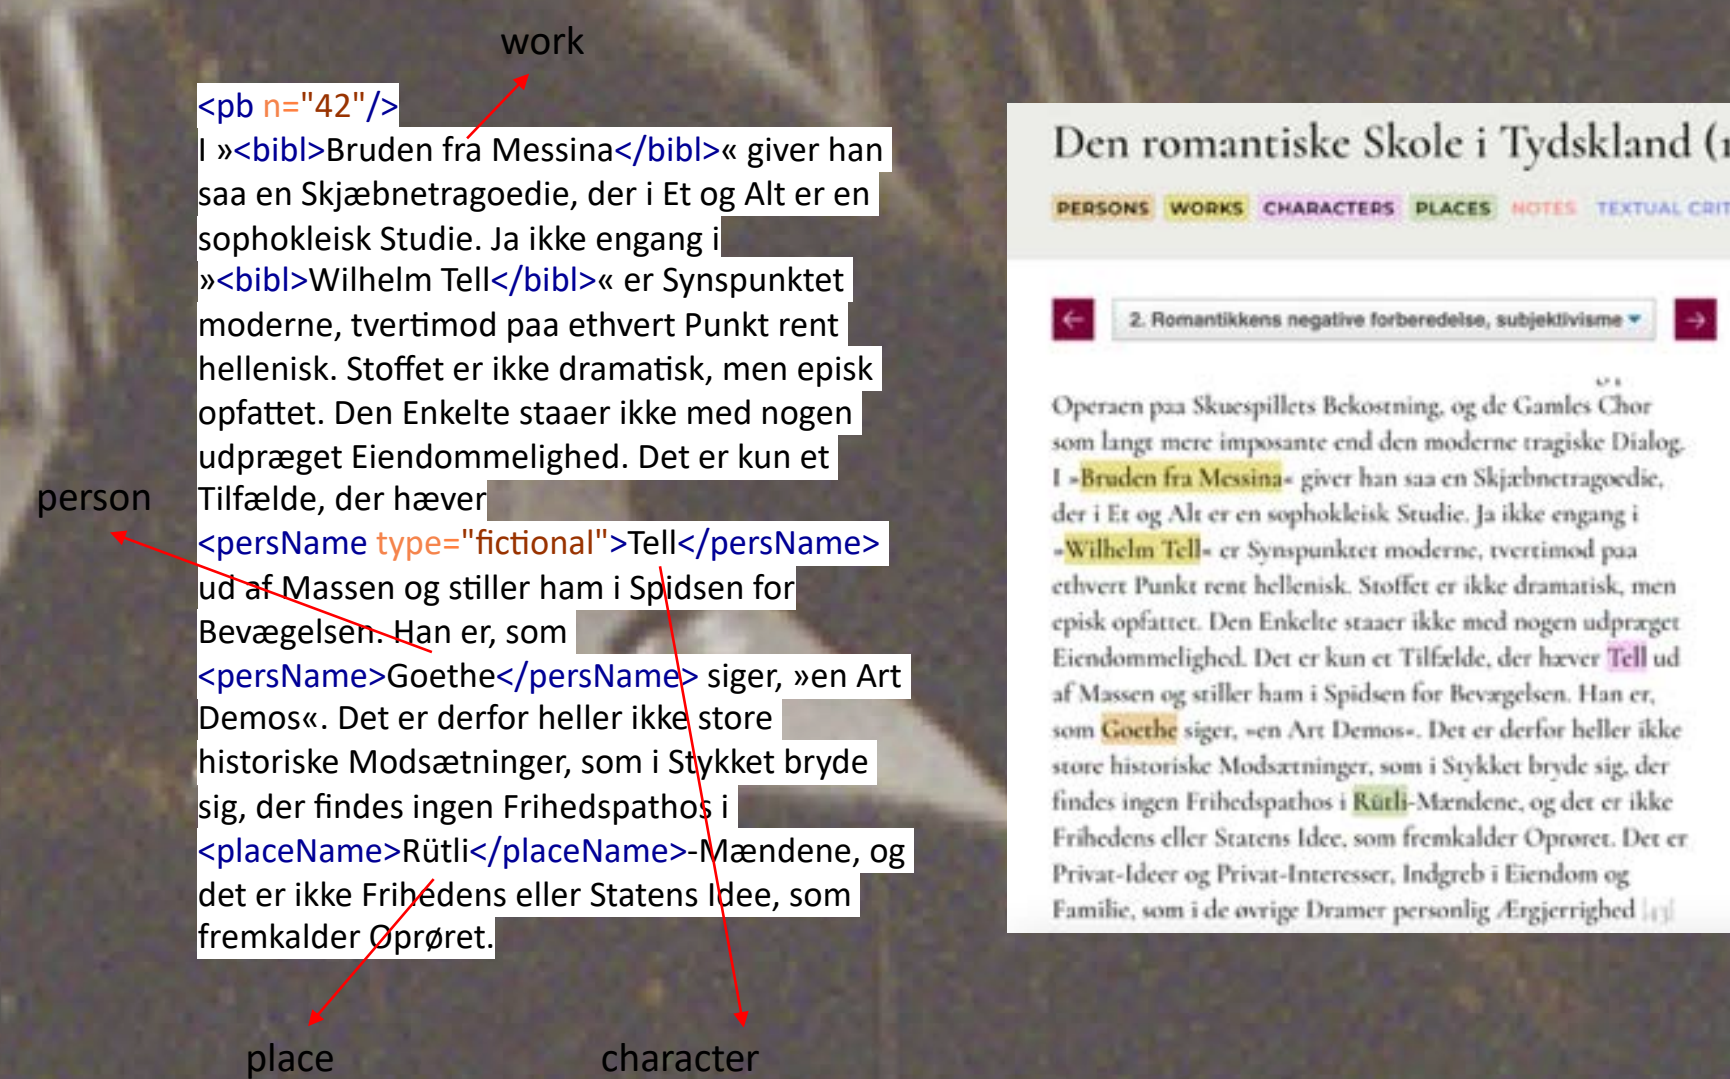 work
<pb n="42"/>
I »<bibl>Bruden fra Messina</bibl>« giver han
saa en Skjæbnetragoedie, der i Et og Alt er en
sophokleisk Studie. Ja ikke engang i
»<bibl>Wilhelm Tell</bibl>« er Synspunktet
moderne, tvertimod paa ethvert Punkt rent
hellenisk. Stoffet er ikke dramatisk, men episk
opfattet. Den Enkelte staaer ikke med nogen
udpræget Eiendommelighed. Det er kun et
Tilfælde, der hæver
<persName type="fictional">Tell</persName>
ud af Massen og stiller ham i Spidsen for
Bevægelsen. Han er, som
<persName>Goethe</persName> siger, »en Art
Demos«. Det er derfor heller ikke store
historiske Modsætninger, som i Stykket bryde
sig, der findes ingen Frihedspathos i
<placeName>Rütli</placeName>-Mændene, og
det er ikke Frihedens eller Statens Idee, som
fremkalder Oprøret.
person
place
character
Den romantiske Skole i Tydskland (
PERSONS WORKS CHARACTERS PLACES NOTES TEXTUAL CRIT
2. Romantikkens negative forberedelse, subjektivisme
Operaen paa Skuespillets Bekostning, og de Gamles Chor
som langt mere imposante end den moderne tragiske Dialog.
I »Bruden fra Messina« giver han saa en Skjæbnetragoedie,
der i Et og Alt er en sophokleisk Studie. Ja ikke engang i
»Wilhelm Tell« er Synspunktet moderne, tvertimod paa
ethvert Punkt rent hellenisk. Stoffet er ikke dramatisk, men
episk opfattet. Den Enkelte staaer ikke med nogen udpræget
Eiendommelighed. Det er kun et Tilfælde, der hæver Tell ud
af Massen og stiller ham i Spidsen for Bevægelsen. Han er,
som Goethe siger, »en Art Demos«. Det er derfor heller ikke
store historiske Modsætninger, som i Stykket bryde sig, der
findes ingen Frihedspathos i Rütli-Mændene, og det er ikke
Frihedens eller Statens Idee, som fremkalder Oprøret. Det er
Privat-Ideer og Privat-Interesser, Indgreb i Eiendom og
Familie, som i de øvrige Dramer personlig Ærgjerrighed [43]